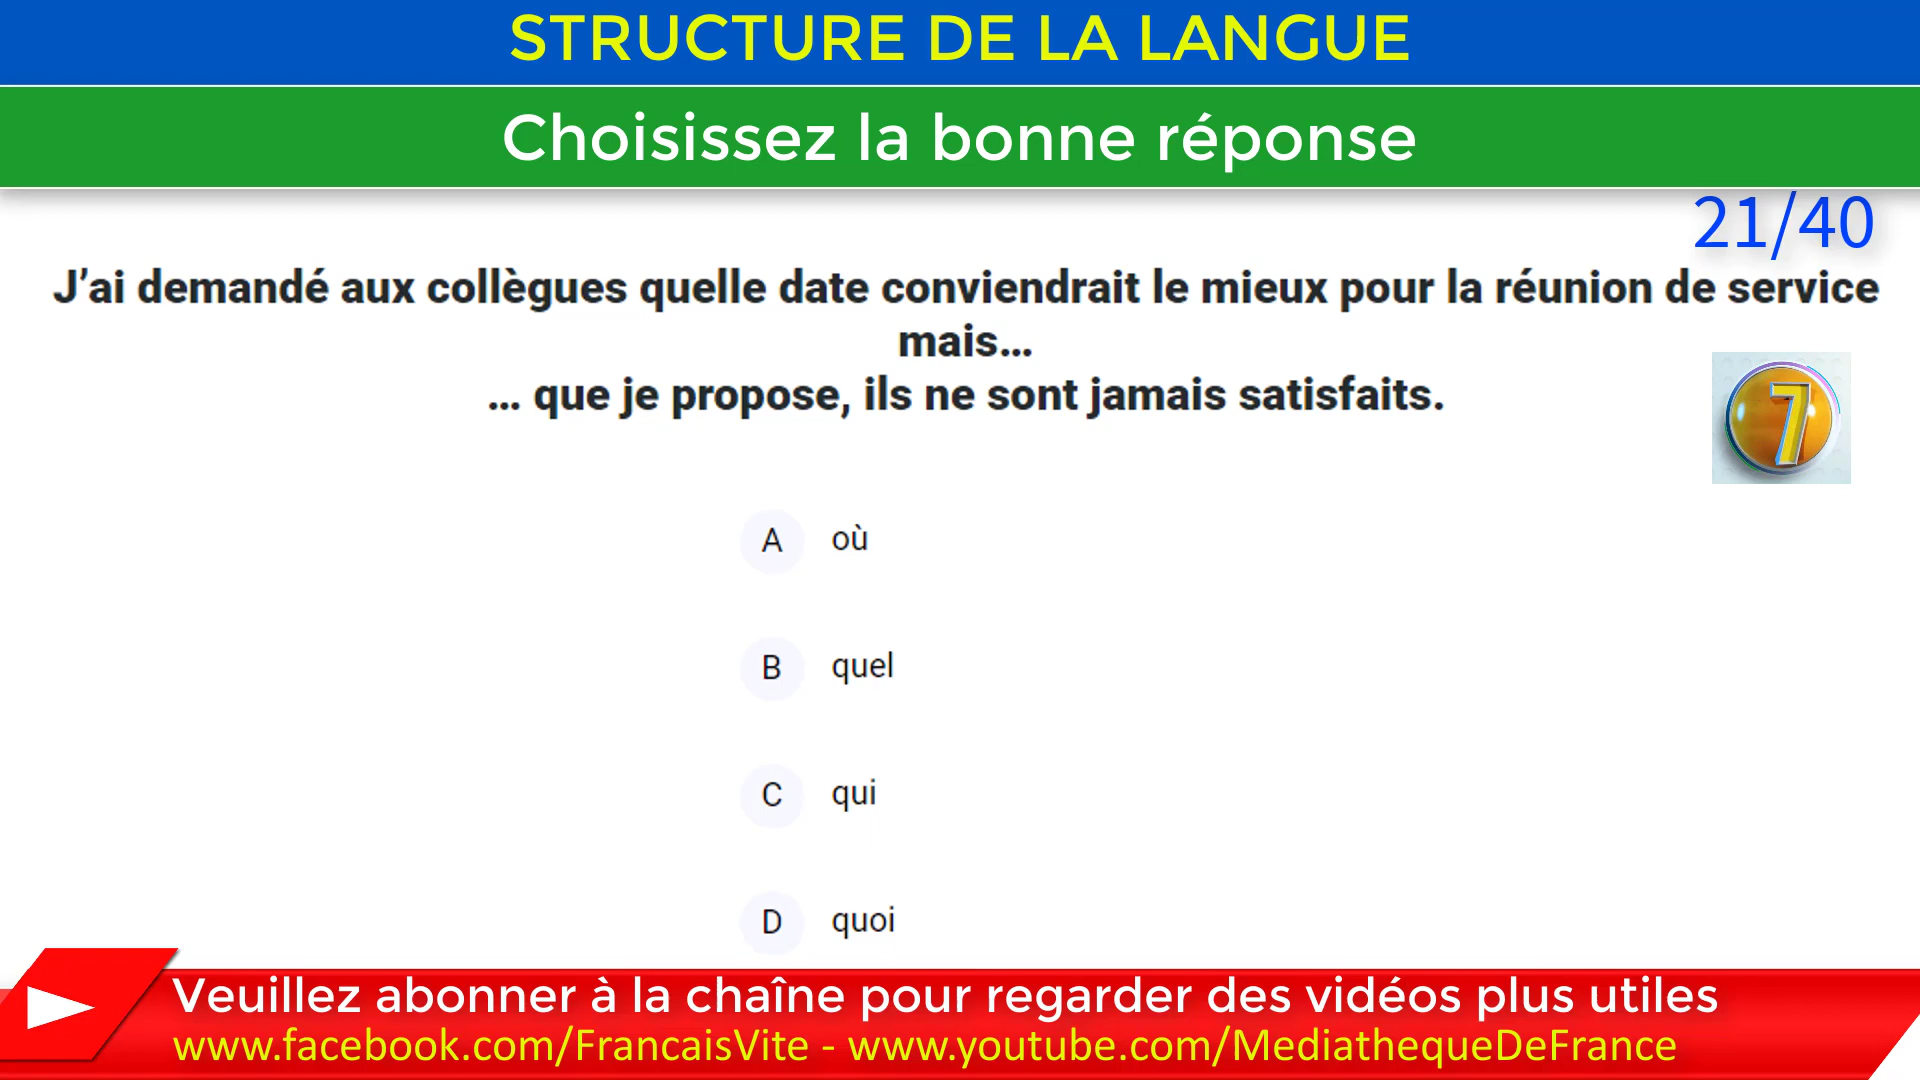 STRUCTURE DE LA LANGUE
Choisissez la bonne réponse
21/40
J’ai demandé aux collègues quelle date conviendrait le mieux pour la réunion de service
mais...
... que je propose, ils ne sont jamais satisfaits.
7
A où
B quel
C qui
D quoi
Veuillez abonner à la chaîne pour regarder des vidéos plus utiles
www.facebook.com/FrancaisVite - www.youtube.com/MediathequeDeFrance